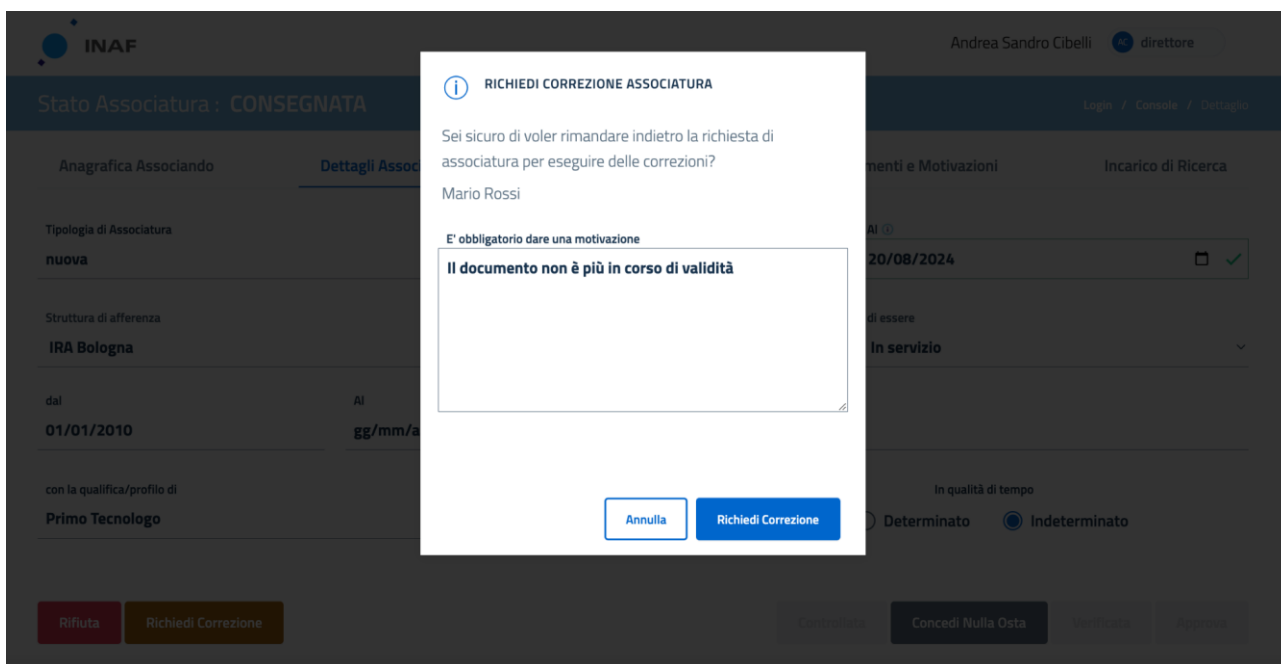 INAF
Andrea Sandro Cibelli AC direttore
Stato Associatura : CONSEGNATA
Login / Console / Dettaglio
Anagrafica Associando
Dettagli Assoc
menti e Motivazioni
Incarico di Ricerca
RICHIEDI CORREZIONE ASSOCIATURA
Sei sicuro di voler rimandare indietro la richiesta di
associatura per eseguire delle correzioni?
Mario Rossi
E' obbligatorio dare una motivazione
Il documento non è più in corso di validità
Annulla
Richiedi Correzione
Tipologia di Associatura
nuova
Al
20/08/2024
Struttura di afferenza
IRA Bologna
di essere
In servizio
dal
Al
01/01/2010
gg/mm/a
con la qualifica/profilo di
Primo Tecnologo
In qualità di tempo
Determinato
Indeterminato
Rifiuta
Richiedi Correzione
Concedi Nulla Osta